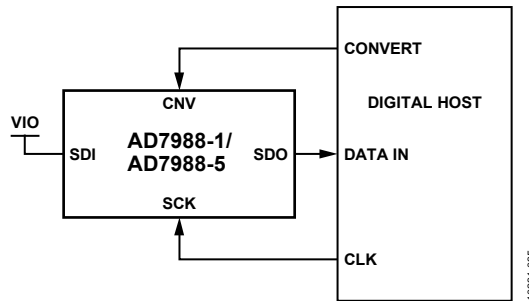 CONVERT
CNV
DIGITAL HOST
VIO
SDI
AD7988-1/
AD7988-5
SDO
DATA IN
SCK
CLK